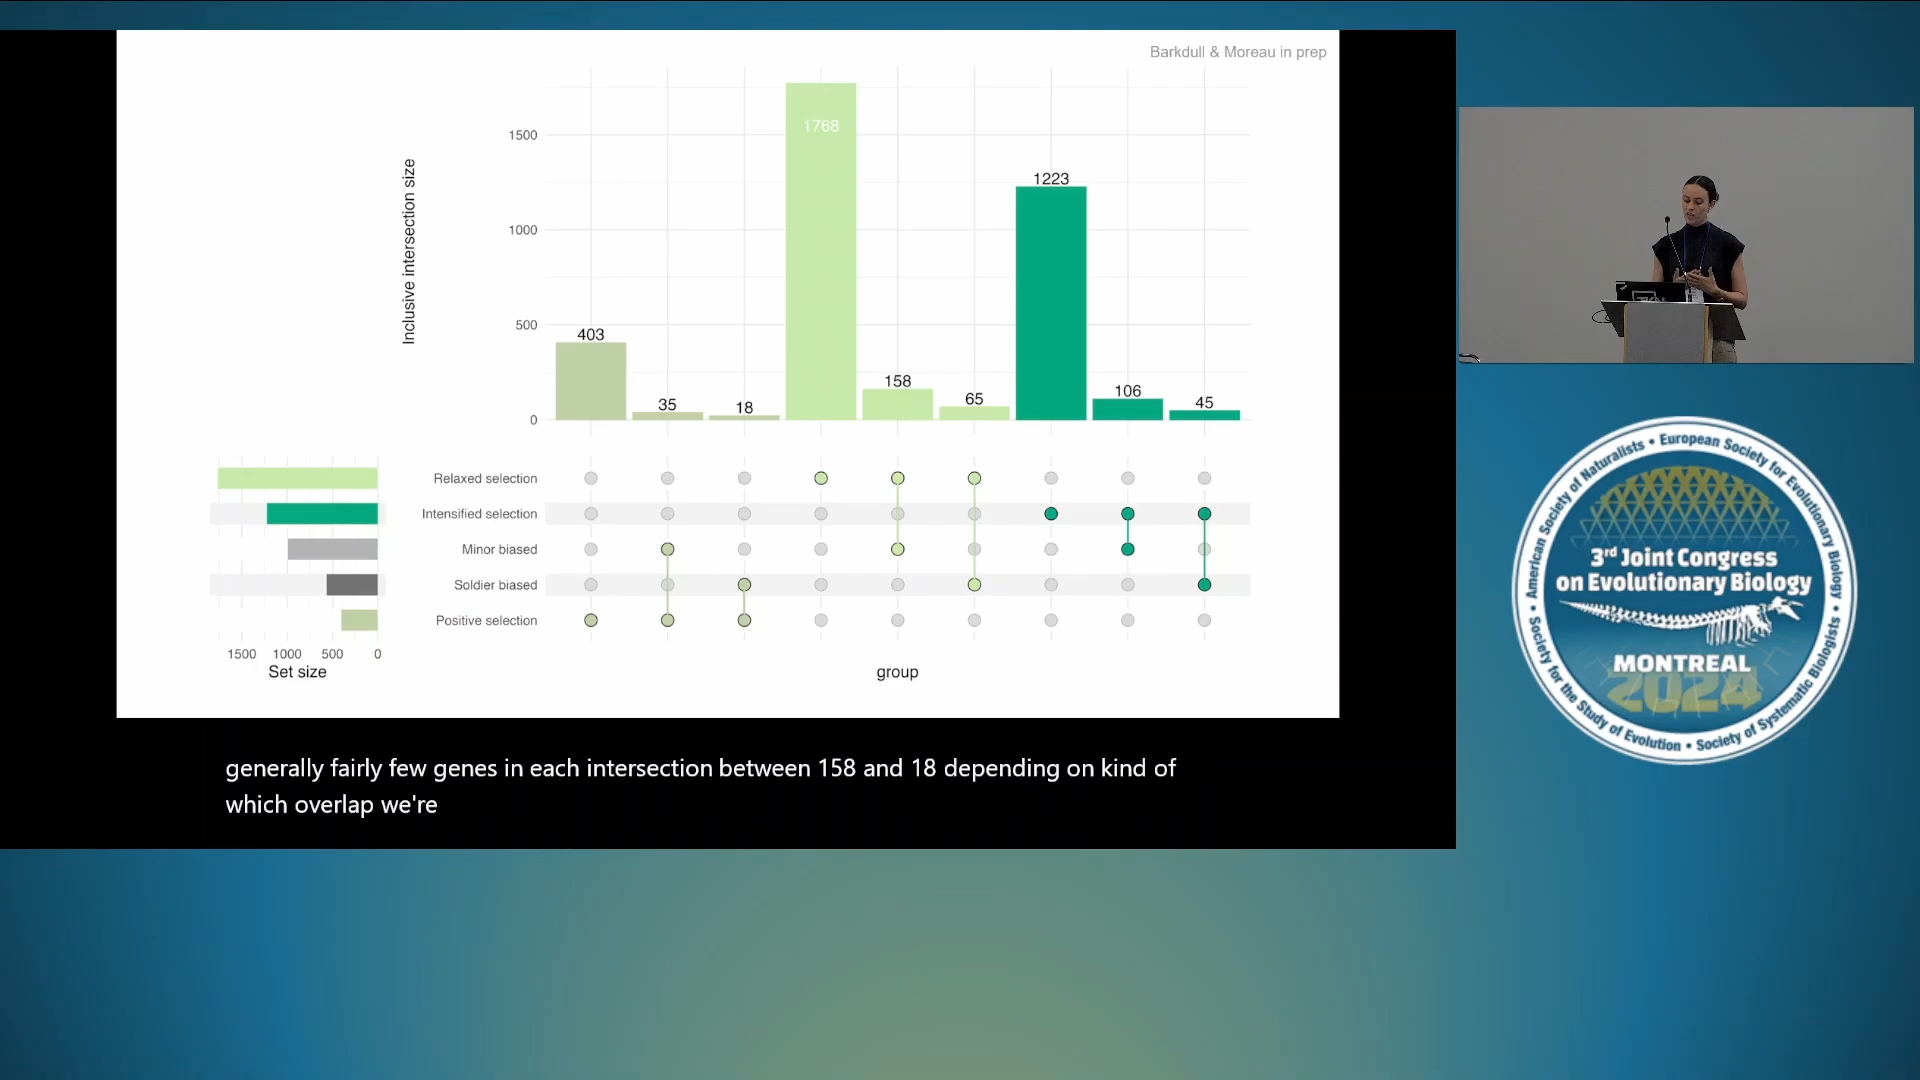 Barkdull & Moreau in prep
Inclusive intersection size
1500
1000
500
0
403
35
18
1768
158
65
1223
106
45
Relaxed selection
Intensified selection
Minor biased
Soldier biased
Positive selection
1500 1000 500 0
Set size
group
generally fairly few genes in each intersection between 158 and 18 depending on kind of
which overlap we're
American Society of Naturalists • European Society for Evolutionary Biology •
Society for the Study of Evolution • Society of Systematic Biologists •
3rd Joint Congress
on Evolutionary Biology
MONTREAL
2024